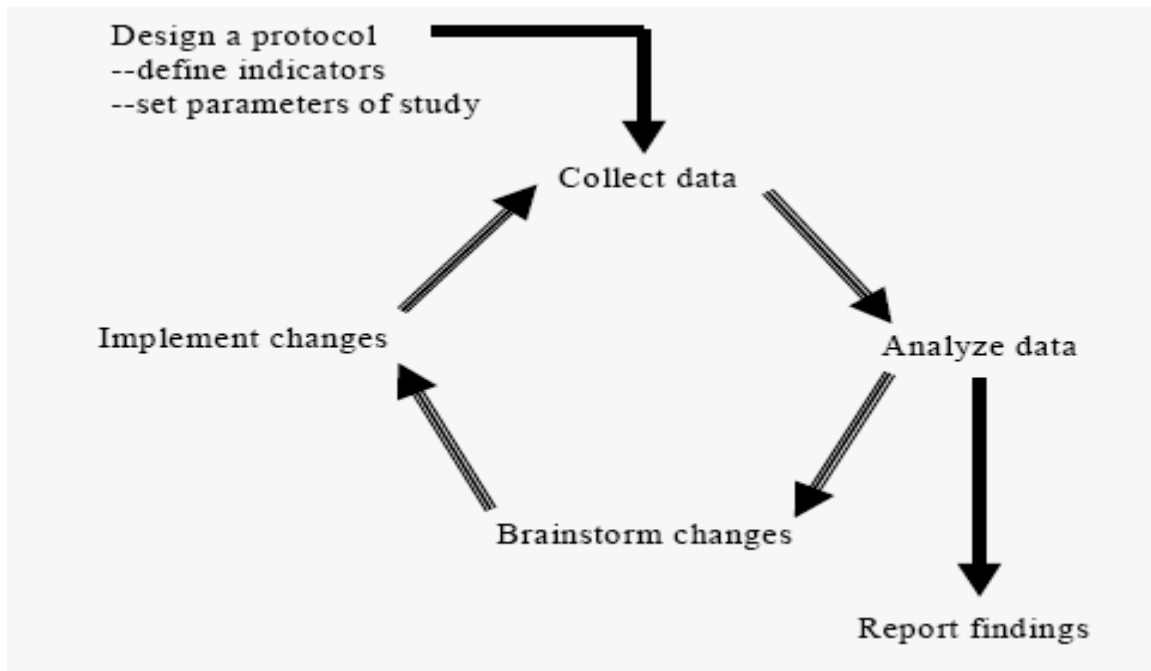 Design a protocol
--define indicators
--set parameters of study
Collect data
Implement changes
Analyze data
Brainstorm changes
Report findings